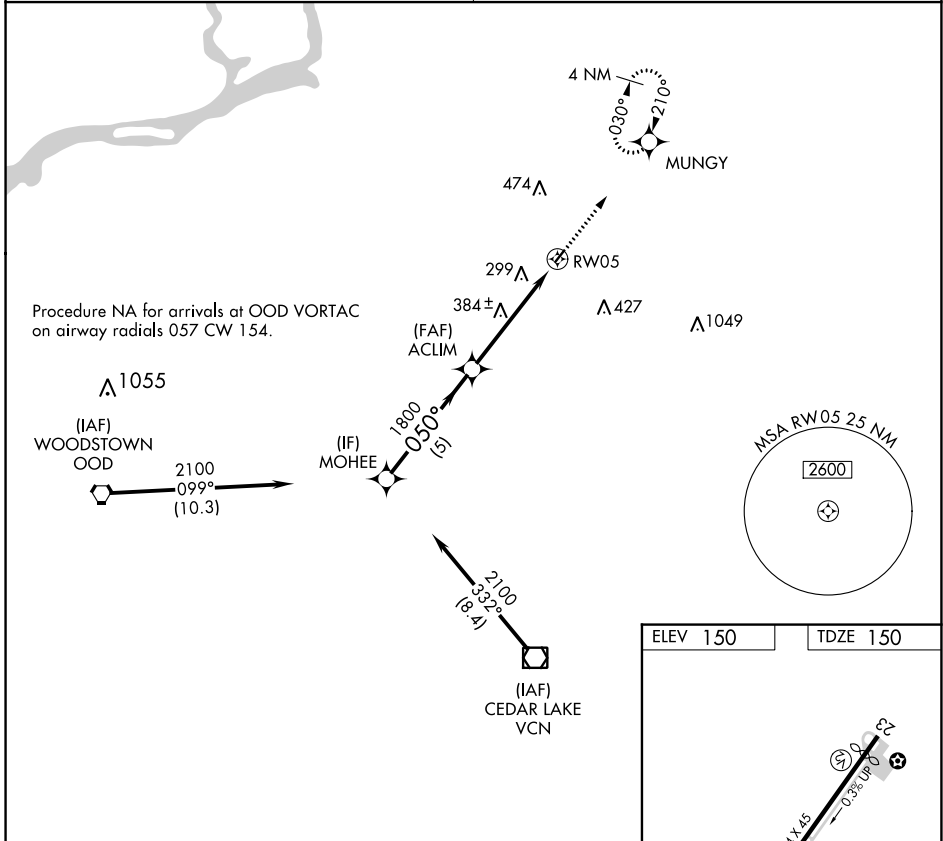 4 NM
030°
210°
MUNGY
474
RW05
299
384±
427
1049
Procedure NA for arrivals at OOD VORTAC
on airway radials 057 CW 154.
(FAF)
ACLIM
1055
(IAF)
WOODSTOWN
OOD
2100
099°
(10.3)
(IF)
MOHEE
1800
050°
(5)
MSA RW05 25 NM
2600
2100
332°
(8.4)
(IAF)
CEDAR LAKE
VCN
ELEV 150
TDZE 150
23
0.3% UP
X 45